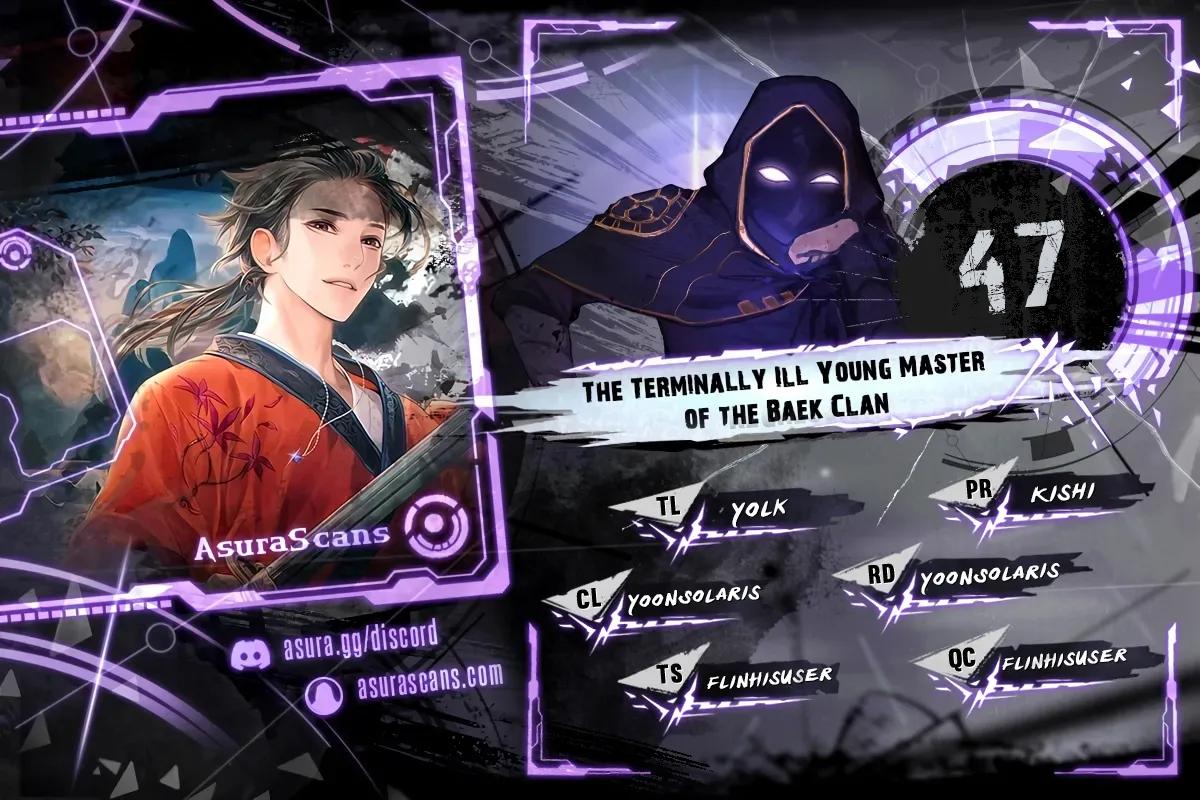 47
THE TERMINALLY ILL YOUNG MASTER
OF THE BAEK CLAN
TL YOLK
PR KISHI
CL YOONSOLARIS
RD YOONSOLARIS
TS FLINHISUSER
QC FLINHISUSER
AsuraScans
asura.gg/discord
asurascans.com